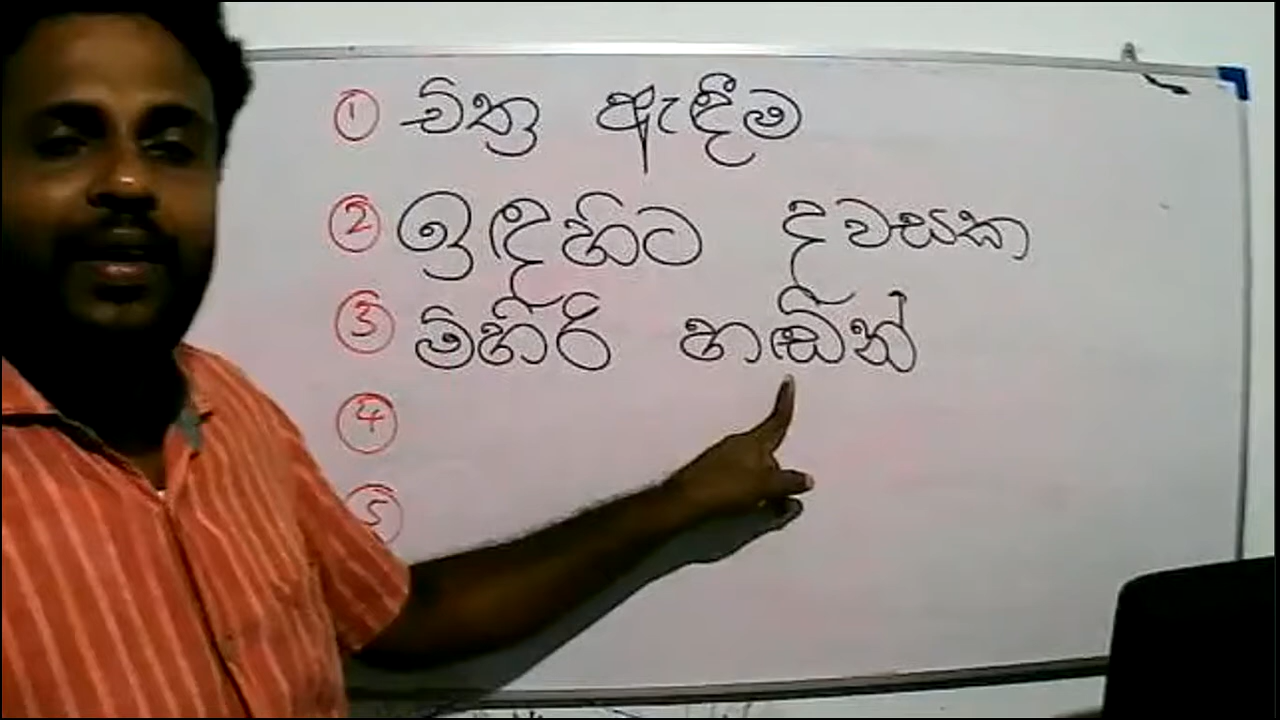 ① චිත්‍ර ඇඳීම
② ඉඳහිට දවසක
③ මිහිරි හඬින්
④
⑤